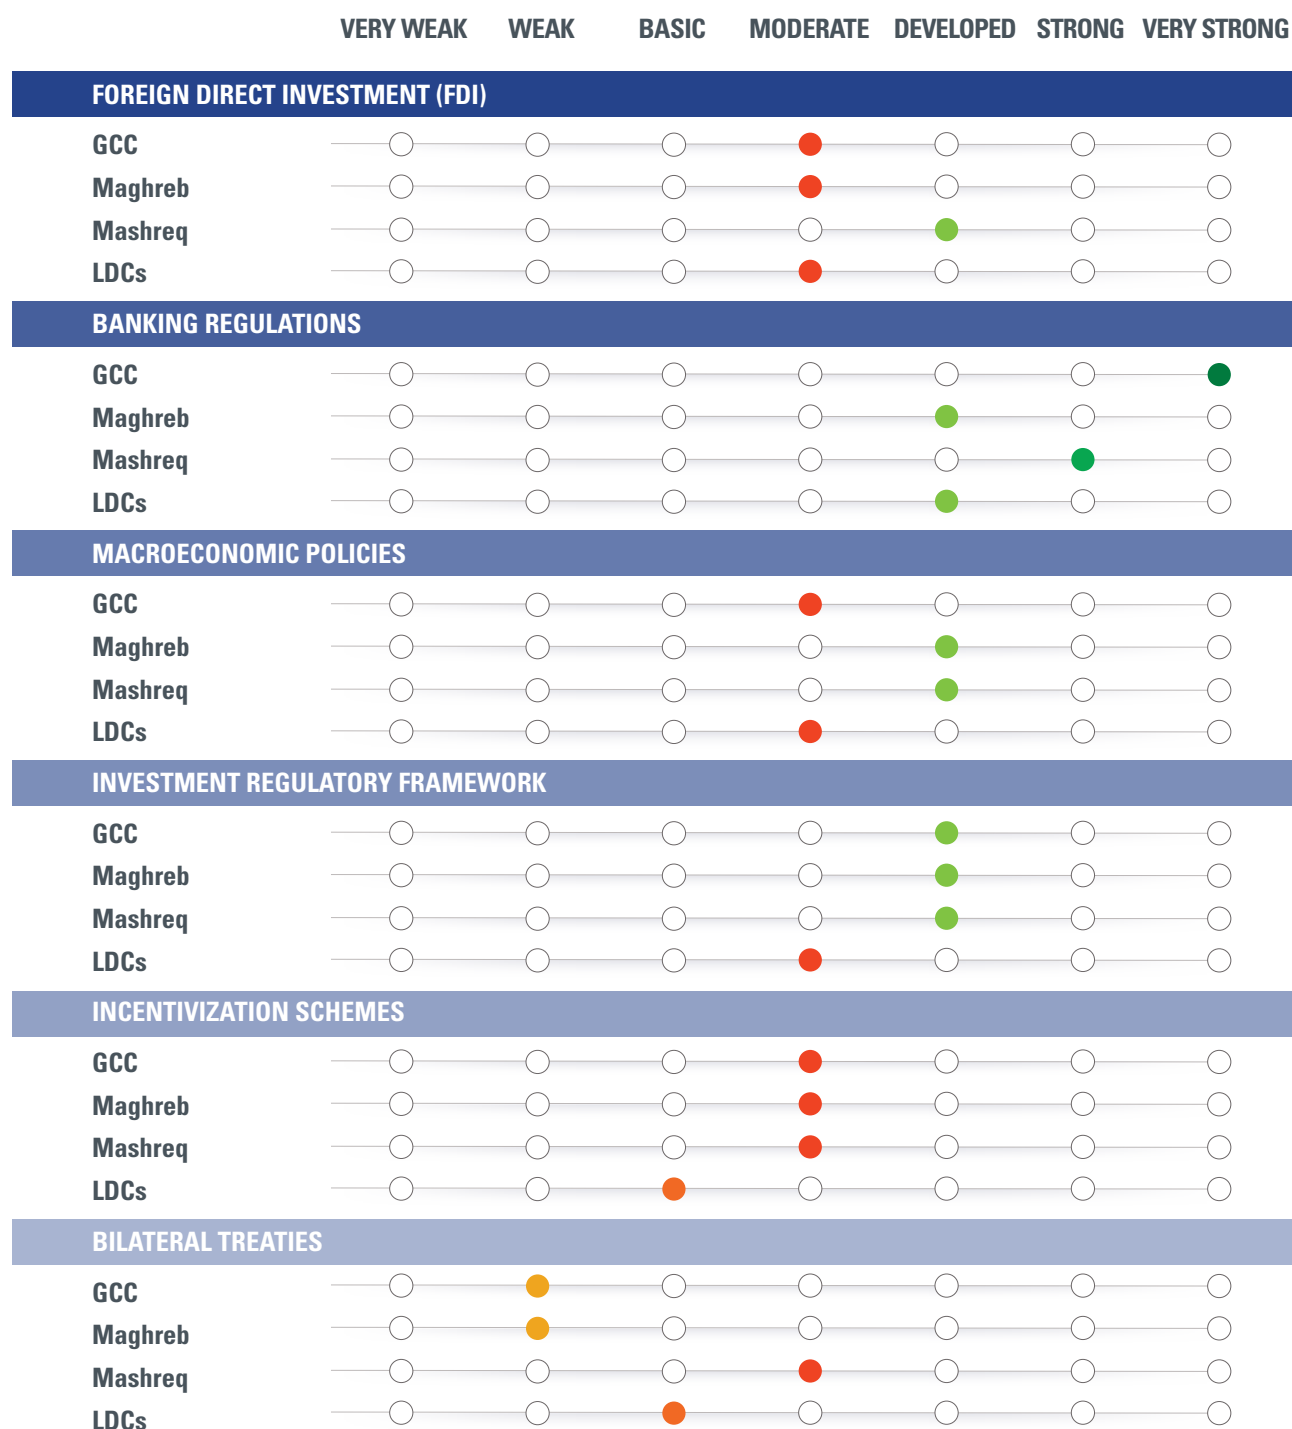 VERY WEAK WEAK BASIC MODERATE DEVELOPED STRONG VERY STRONG
FOREIGN DIRECT INVESTMENT (FDI)
GCC
Maghreb
Mashreq
LDCs
BANKING REGULATIONS
GCC
Maghreb
Mashreq
LDCs
MACROECONOMIC POLICIES
GCC
Maghreb
Mashreq
LDCs
INVESTMENT REGULATORY FRAMEWORK
GCC
Maghreb
Mashreq
LDCs
INCENTIVIZATION SCHEMES
GCC
Maghreb
Mashreq
LDCs
BILATERAL TREATIES
GCC
Maghreb
Mashreq
LDCs